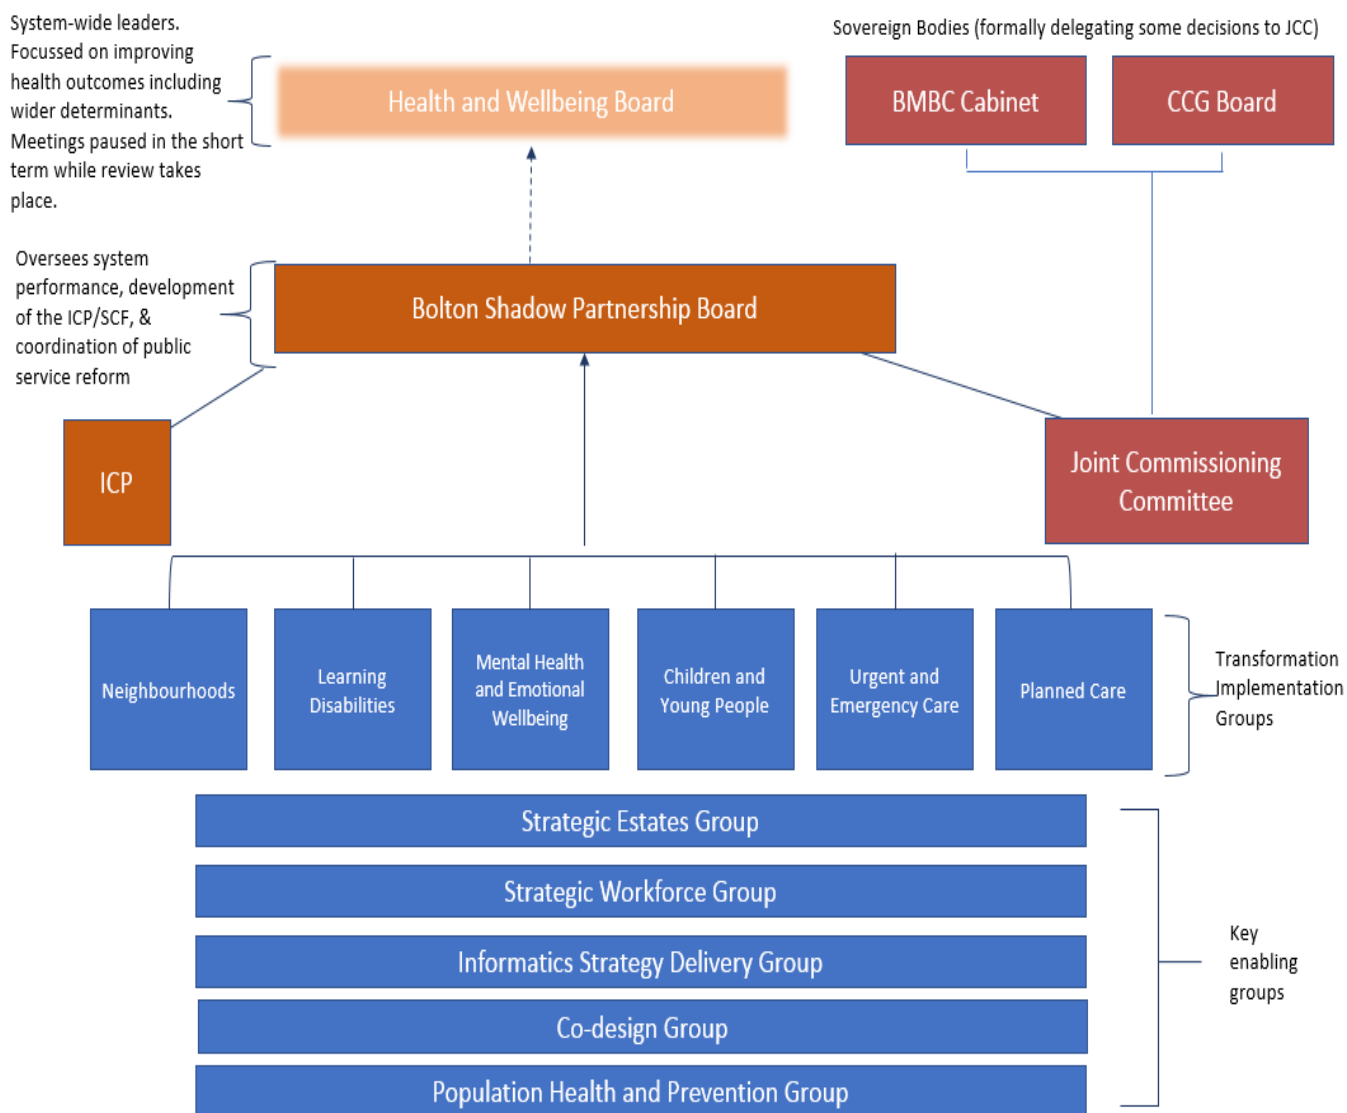 System-wide leaders.
Focussed on improving
health outcomes including
wider determinants.
Meetings paused in the short
term while review takes
place.
Health and Wellbeing Board
Sovereign Bodies (formally delegating some decisions to JCC)
BMBC Cabinet
CCG Board
Oversees system
performance, development
of the ICP/SCF, &
coordination of public
service reform
Bolton Shadow Partnership Board
ICP
Joint Commissioning
Committee
Neighbourhoods
Learning
Disabilities
Mental Health
and Emotional
Wellbeing
Children and
Young People
Urgent and
Emergency Care
Planned Care
Transformation
Implementation
Groups
Strategic Estates Group
Strategic Workforce Group
Informatics Strategy Delivery Group
Co-design Group
Population Health and Prevention Group
Key
enabling
groups